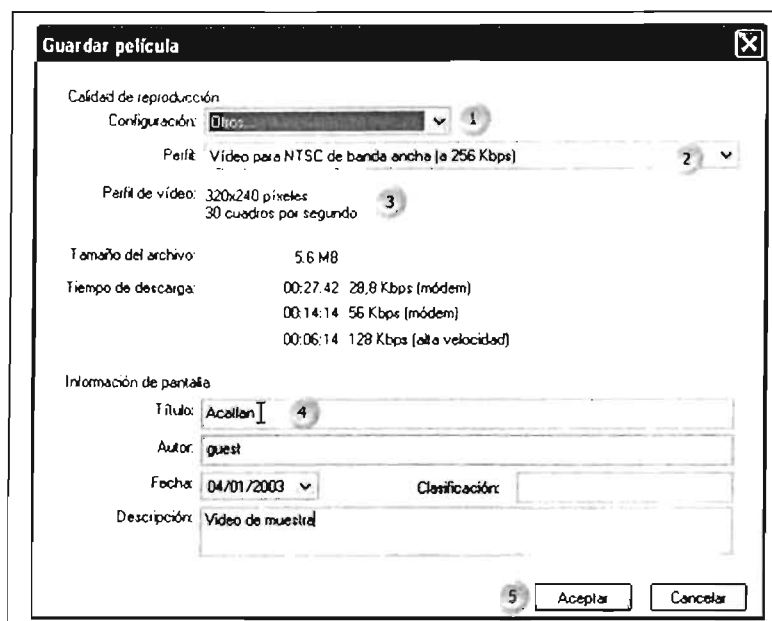 Guardar película
Calidad de reproducción
Configuración: Otros... 1
Perfil: Vídeo para NTSC de banda ancha (a 256 Kbps) 2
Perfil de vídeo: 320x240 píxeles 3
30 cuadros por segundo
Tamaño del archivo: 5.6 MB
Tiempo de descarga: 00:27:42 28,8 Kbps (módem)
00:14:14 56 Kbps (módem)
00:06:14 128 Kbps (alta velocidad)
Información de pantalla
Título: Acatlan 4
Autor: guest
Fecha: 04/01/2003 Clasificación:
Descripción: Video de muestra
5 Aceptar Cancelar